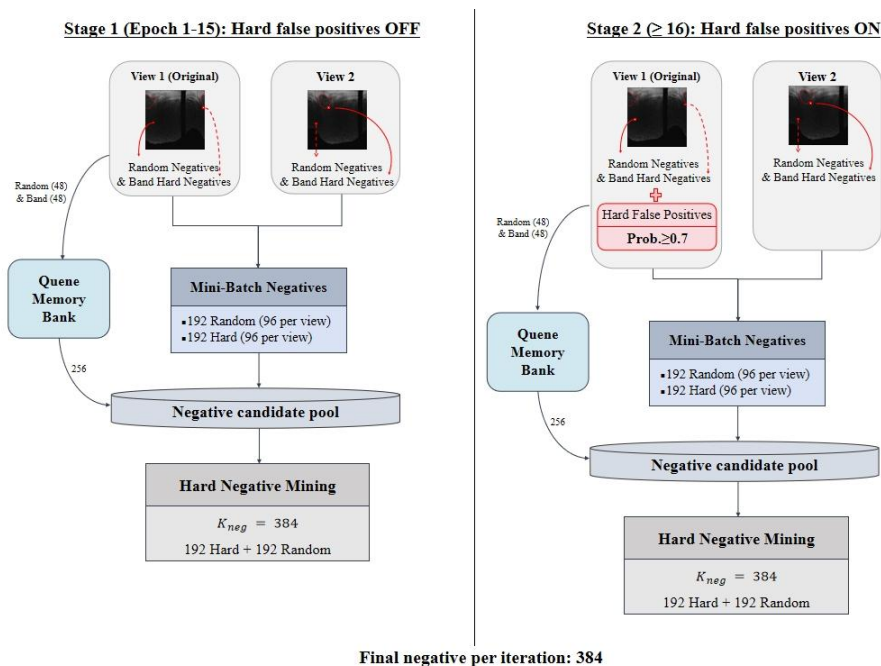 Stage 1 (Epoch 1-15): Hard false positives OFF
View 1 (Original)
Random Negatives
& Band Hard Negatives
View 2
Random Negatives
& Band Hard Negatives
Random (48)
& Band (48)
Quene
Memory
Bank
Mini-Batch Negatives
▪192 Random (96 per view)
▪192 Hard (96 per view)
256
Negative candidate pool
Hard Negative Mining
K_neg = 384
192 Hard + 192 Random
Stage 2 (≥ 16): Hard false positives ON
View 1 (Original)
Random Negatives
& Band Hard Negatives
+
Hard False Positives
Prob.≥0.7
View 2
Random Negatives
& Band Hard Negatives
Random (48)
& Band (48)
Quene
Memory
Bank
Mini-Batch Negatives
▪192 Random (96 per view)
▪192 Hard (96 per view)
256
Negative candidate pool
Hard Negative Mining
K_neg = 384
192 Hard + 192 Random
Final negative per iteration: 384